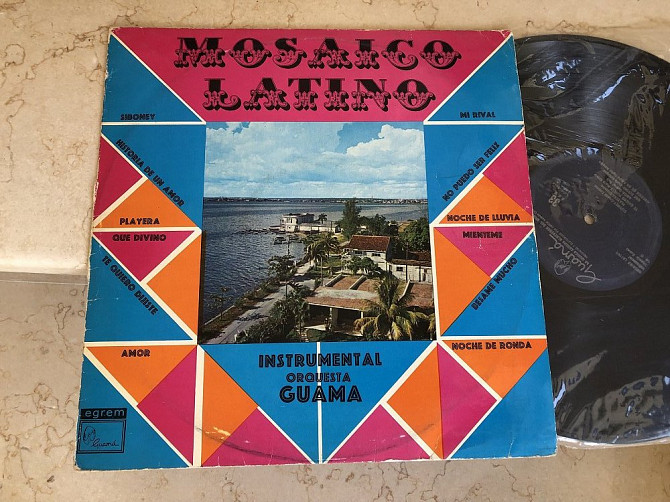 MOSAICO
LATINO
SIBONEY
HISTORIA DE UN AMOR
PLAYERA
QUE DIVINO
TE QUIERO DIJISTE
AMOR
MI RIVAL
NO PUEDO SER FELIZ
NOCHE DE LLUVIA
MIENTEME
BESAME MUCHO
NOCHE DE RONDA
INSTRUMENTAL
ORQUESTA
GUAMA
egrem
Guamá